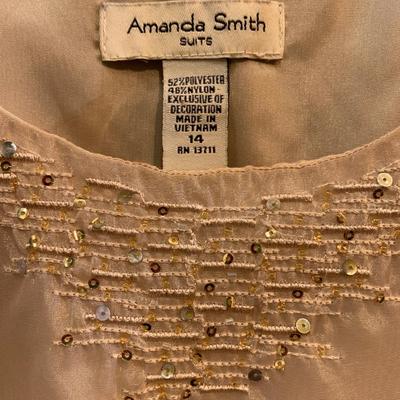 Amanda Smith
SUITS
52%POLYESTER
48%NYLON-
EXCLUSIVE OF
DECORATION
MADE IN
VIETNAM
14
RN 13711